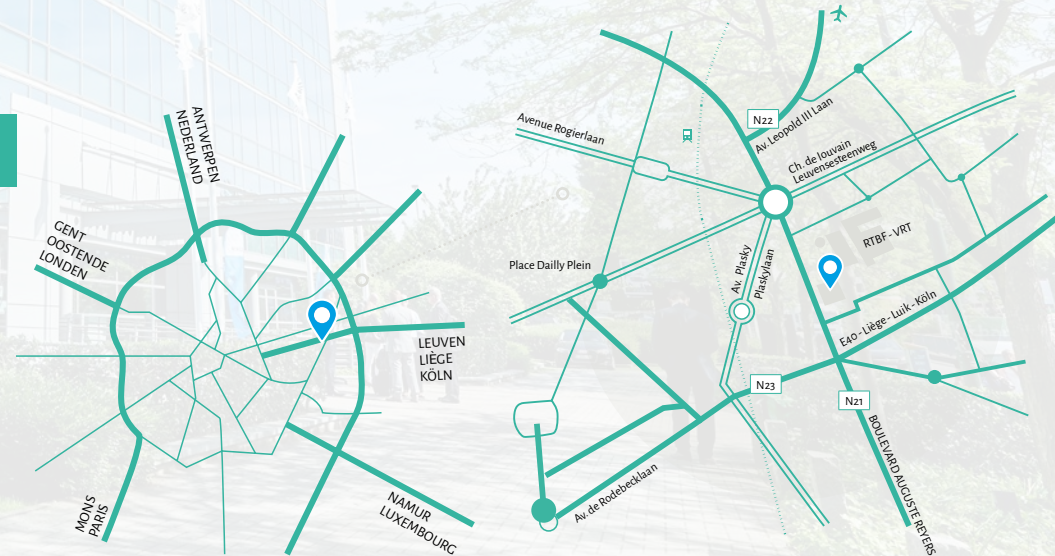 ANTWERPEN
NEDERLAND
GENT
OOSTENDE
LONDEN
LEUVEN
LIÈGE
KÖLN
MONS
PARIS
NAMUR
LUXEMBOURG
Avenue Rogierlaan
N22
Av. Leopold III Laan
Ch. de louvain
Leuvensesteenweg
RTBF - VRT
Place Dailly Plein
Av. Plasky
Plaskylaan
E40 - Liège - Luik - Köln
N23
N21
BOULEVARD AUGUSTE REYERS
Av. de Rodebecklaan